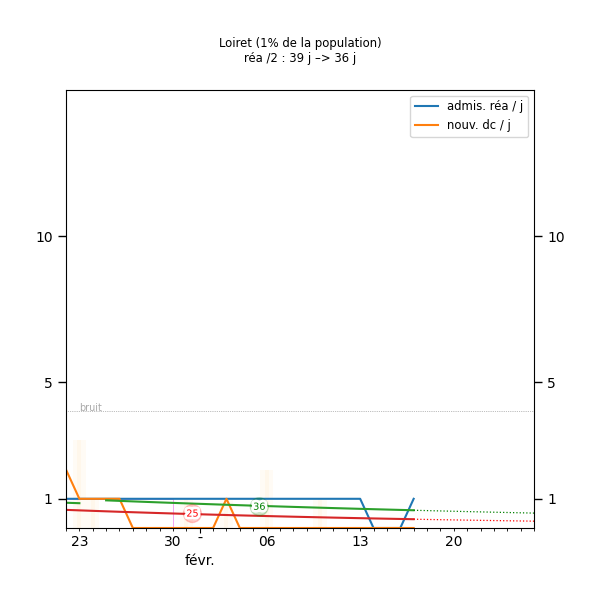 Loiret (1% de la population)
réa /2 : 39 j –> 36 j
admis. réa / j
nouv. dc / j
10
10
5
5
bruit
1
1
36
25
23
30
-
06
13
20
févr.